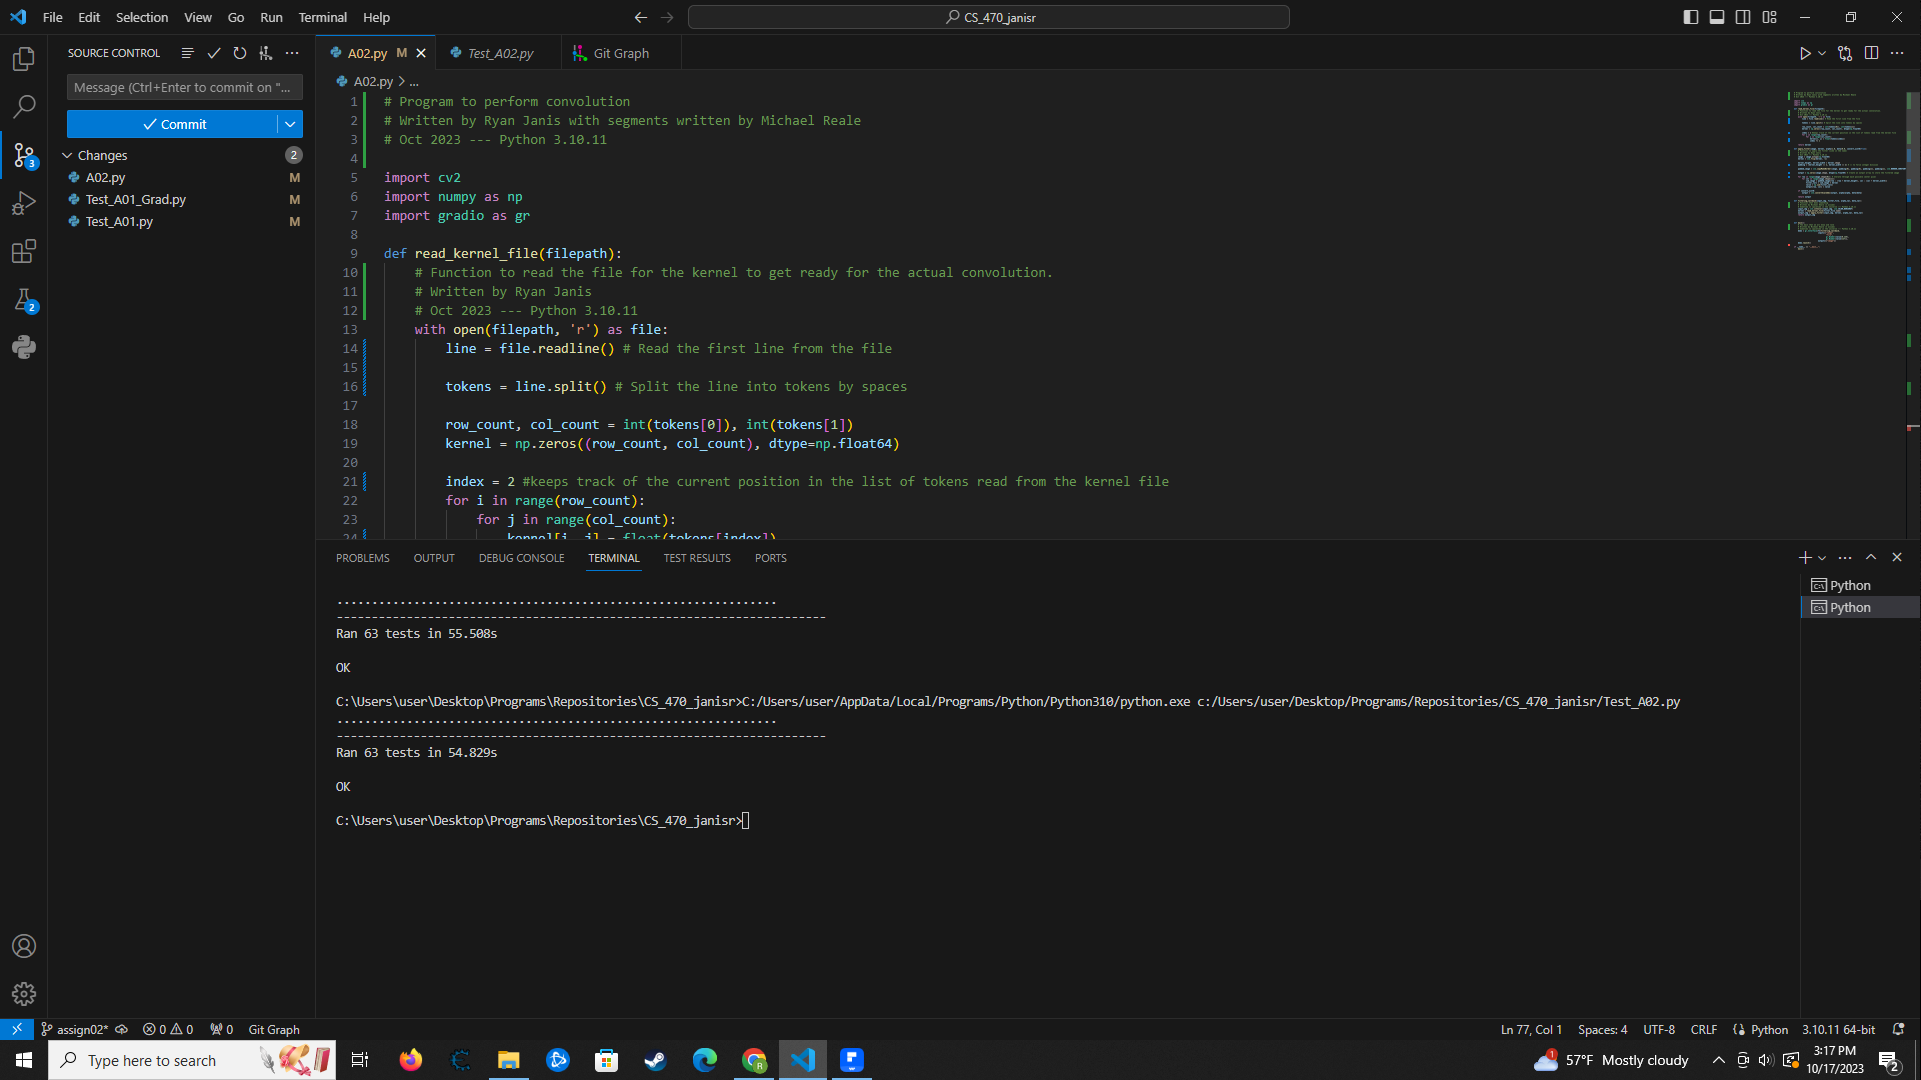 File Edit Selection View Go Run Terminal Help
CS_470_janisr
SOURCE CONTROL
Message (Ctrl+Enter to commit on "...
Commit
Changes 2
A02.py M
Test_A01_Grad.py M
Test_A01.py M
3
2
A02.py M
Test_A02.py
Git Graph
A02.py > ...
1 # Program to perform convolution
2 # Written by Ryan Janis with segments written by Michael Reale
3 # Oct 2023 --- Python 3.10.11
4
5 import cv2
6 import numpy as np
7 import gradio as gr
8
9 def read_kernel_file(filepath):
10 # Function to read the file for the kernel to get ready for the actual convolution.
11 # Written by Ryan Janis
12 # Oct 2023 --- Python 3.10.11
13 with open(filepath, 'r') as file:
14 line = file.readline() # Read the first line from the file
15
16 tokens = line.split() # Split the line into tokens by spaces
17
18 row_count, col_count = int(tokens[0]), int(tokens[1])
19 kernel = np.zeros((row_count, col_count), dtype=np.float64)
20
21 index = 2 #keeps track of the current position in the list of tokens read from the kernel file
22 for i in range(row_count):
23 for j in range(col_count):
24 kernel[i, j] = float(tokens[index])
PROBLEMS OUTPUT DEBUG CONSOLE TERMINAL TEST RESULTS PORTS
Python
Python
...............................................................
----------------------------------------------------------------------
Ran 63 tests in 55.508s
OK
C:\Users\user\Desktop\Programs\Repositories\CS_470_janisr>C:/Users/user/AppData/Local/Programs/Python/Python310/python.exe c:/Users/user/Desktop/Programs/Repositories/CS_470_janisr/Test_A02.py
...............................................................
----------------------------------------------------------------------
Ran 63 tests in 54.829s
OK
C:\Users\user\Desktop\Programs\Repositories\CS_470_janisr>
assign02* 0 0 0 Git Graph Ln 77, Col 1 Spaces: 4 UTF-8 CRLF Python 3.10.11 64-bit
Type here to search
1
57°F Mostly cloudy
3:17 PM
10/17/2023
2